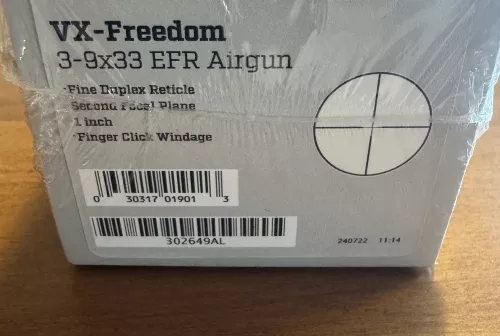 VX-Freedom
3-9x33 EFR Airgun
·Fine Duplex Reticle
·Second Focal Plane
·1 inch
·Finger Click Windage
0 30317 01901 3
302649AL
240722 11:14